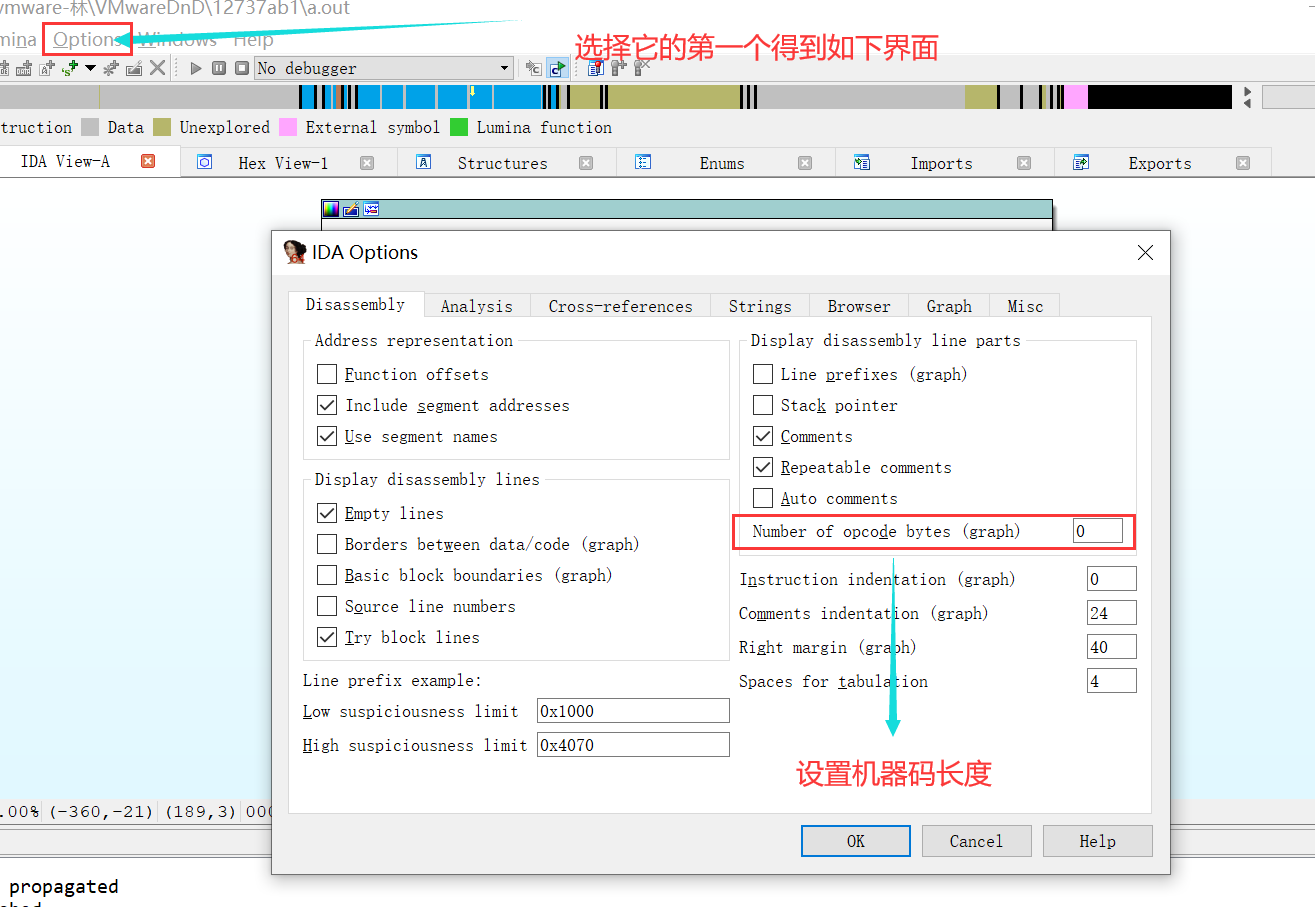 vmware-林\VMwareDnD\12737ab1\a.out
mina Options Windows Help
选择它的第一个得到如下界面
No debugger
truction Data Unexplored External symbol Lumina function
IDA View-A Hex View-1 Structures Enums Imports Exports
IDA Options
Disassembly Analysis Cross-references Strings Browser Graph Misc
Address representation
Function offsets
Include segment addresses
Use segment names
Display disassembly lines
Empty lines
Borders between data/code (graph)
Basic block boundaries (graph)
Source line numbers
Try block lines
Line prefix example:
Low suspiciousness limit 0x1000
High suspiciousness limit 0x4070
Display disassembly line parts
Line prefixes (graph)
Stack pointer
Comments
Repeatable comments
Auto comments
Number of opcode bytes (graph) 0
Instruction indentation (graph) 0
Comments indentation (graph) 24
Right margin (graph) 40
Spaces for tabulation 4
设置机器码长度
.00% (-360,-21) (189,3) 000
OK Cancel Help
propagated